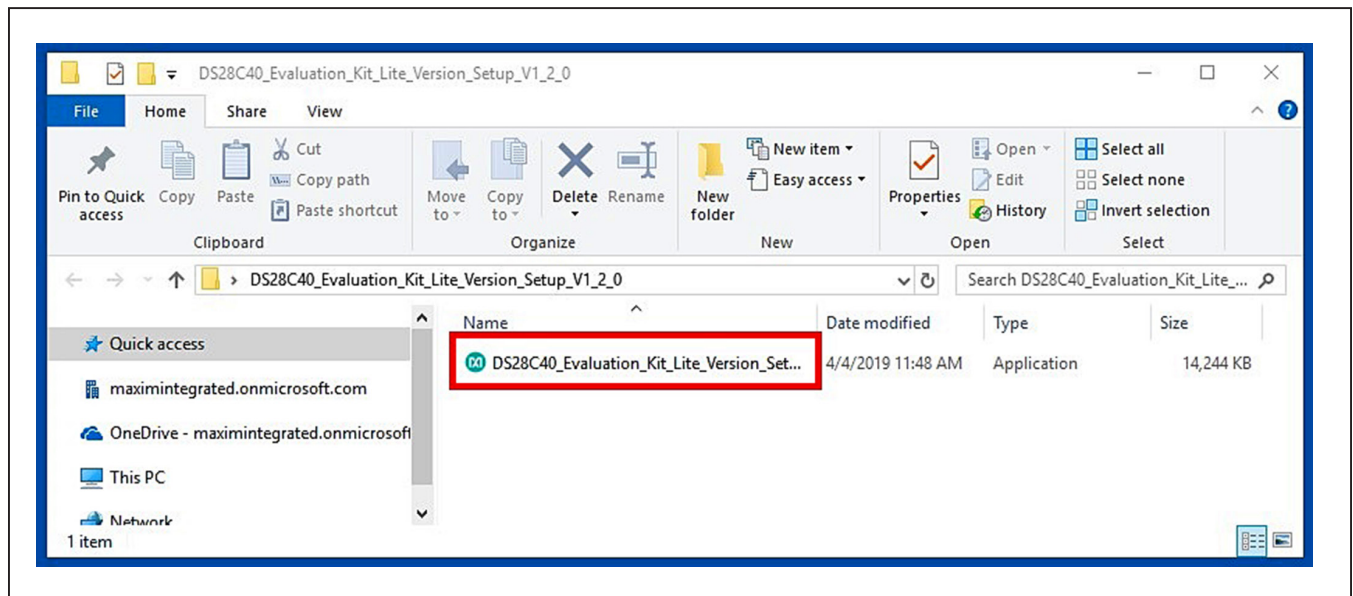 DS28C40_Evaluation_Kit_Lite_Version_Setup_V1_2_0
File Home Share View
Pin to Quick access
Copy
Paste
Cut
Copy path
Paste shortcut
Clipboard
Move to
Copy to
Delete
Rename
Organize
New folder
New item
Easy access
New
Properties
Open
Edit
History
Open
Select all
Select none
Invert selection
Select
DS28C40_Evaluation_Kit_Lite_Version_Setup_V1_2_0
Search DS28C40_Evaluation_Kit_Lite_...
Quick access
maximintegrated.onmicrosoft.com
OneDrive - maximintegrated.onmicrosoft
This PC
Network
Name Date modified Type Size
DS28C40_Evaluation_Kit_Lite_Version_Set... 4/4/2019 11:48 AM Application 14,244 KB
1 item